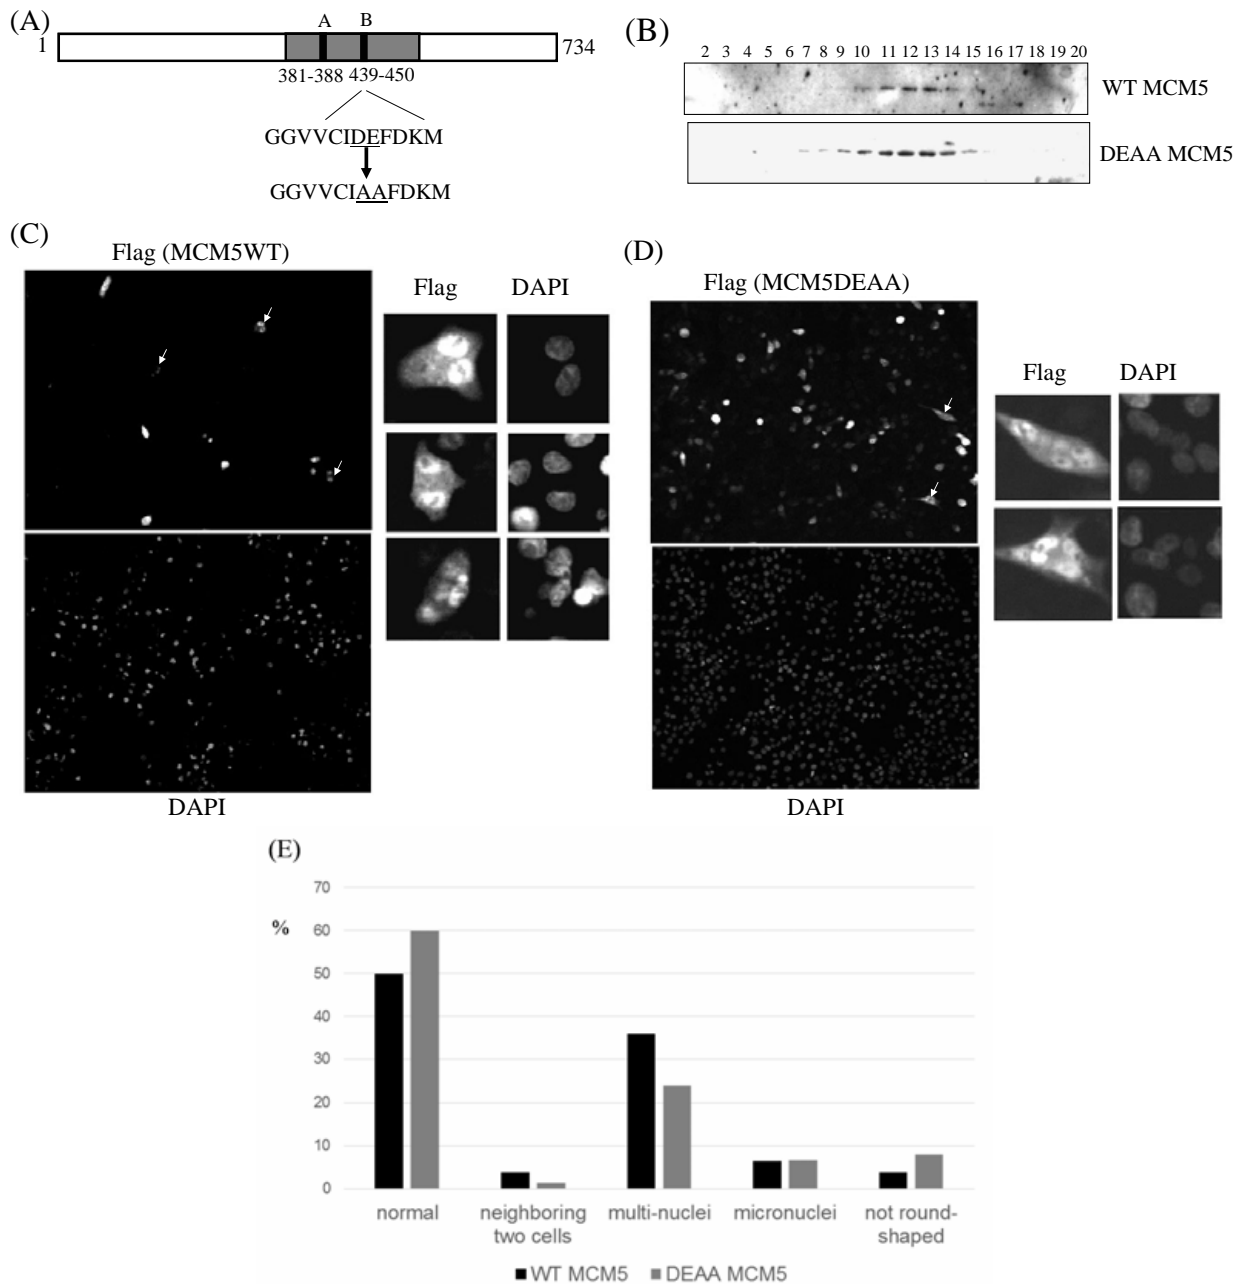 (A)
A B
1 734
381-388 439-450
GGVVCIDEFDKM
GGVVCIAAFDKM
(B)
2 3 4 5 6 7 8 9 10 11 12 13 14 15 16 17 18 19 20
WT MCM5
DEAA MCM5
(C)
Flag (MCM5WT)
Flag DAPI
DAPI
(D)
Flag (MCM5DEAA)
Flag DAPI
DAPI
(E)
%
70
60
50
40
30
20
10
0
normal
neighboring
two cells
multi-nuclei
micronuclei
not round-
shaped
WT MCM5 DEAA MCM5